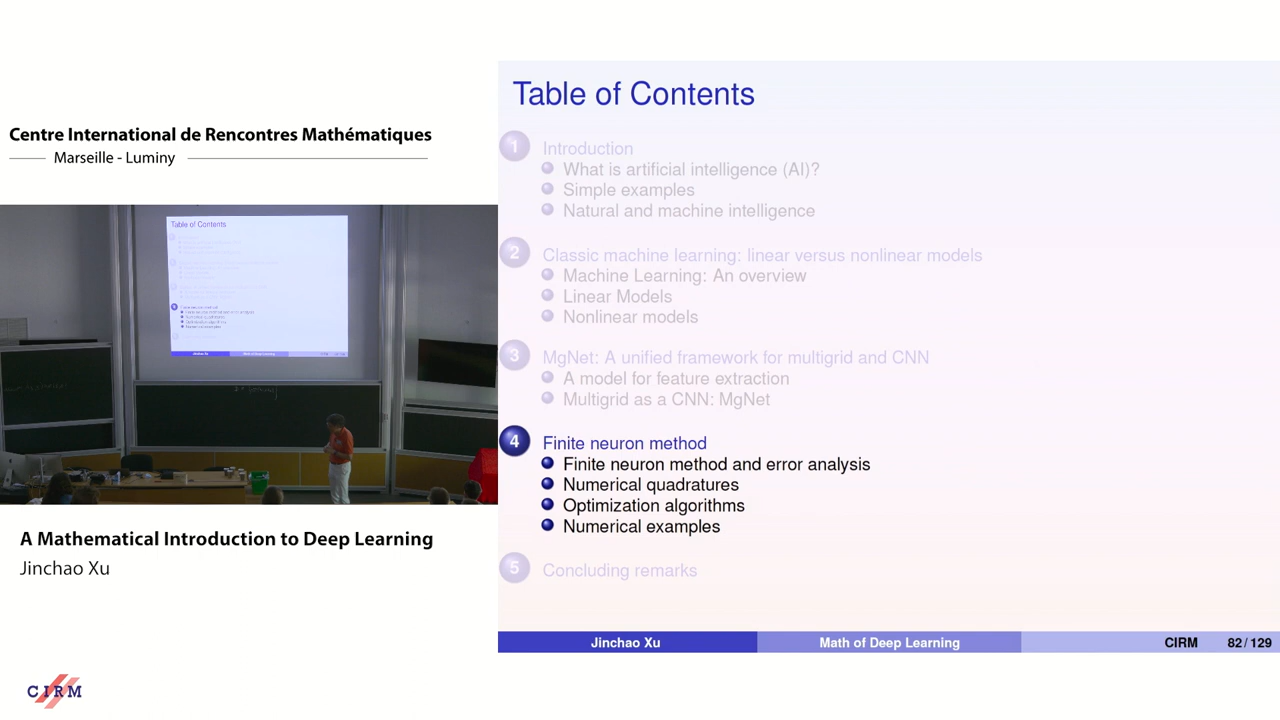 Centre International de Rencontres Mathématiques
Marseille - Luminy
Table of Contents
A Mathematical Introduction to Deep Learning
Jinchao Xu
CIRM
Table of Contents
1 Introduction
What is artificial intelligence (AI)?
Simple examples
Natural and machine intelligence
2 Classic machine learning: linear versus nonlinear models
Machine Learning: An overview
Linear Models
Nonlinear models
3 MgNet: A unified framework for multigrid and CNN
A model for feature extraction
Multigrid as a CNN: MgNet
4 Finite neuron method
Finite neuron method and error analysis
Numerical quadratures
Optimization algorithms
Numerical examples
5 Concluding remarks
Jinchao Xu Math of Deep Learning CIRM 82/129